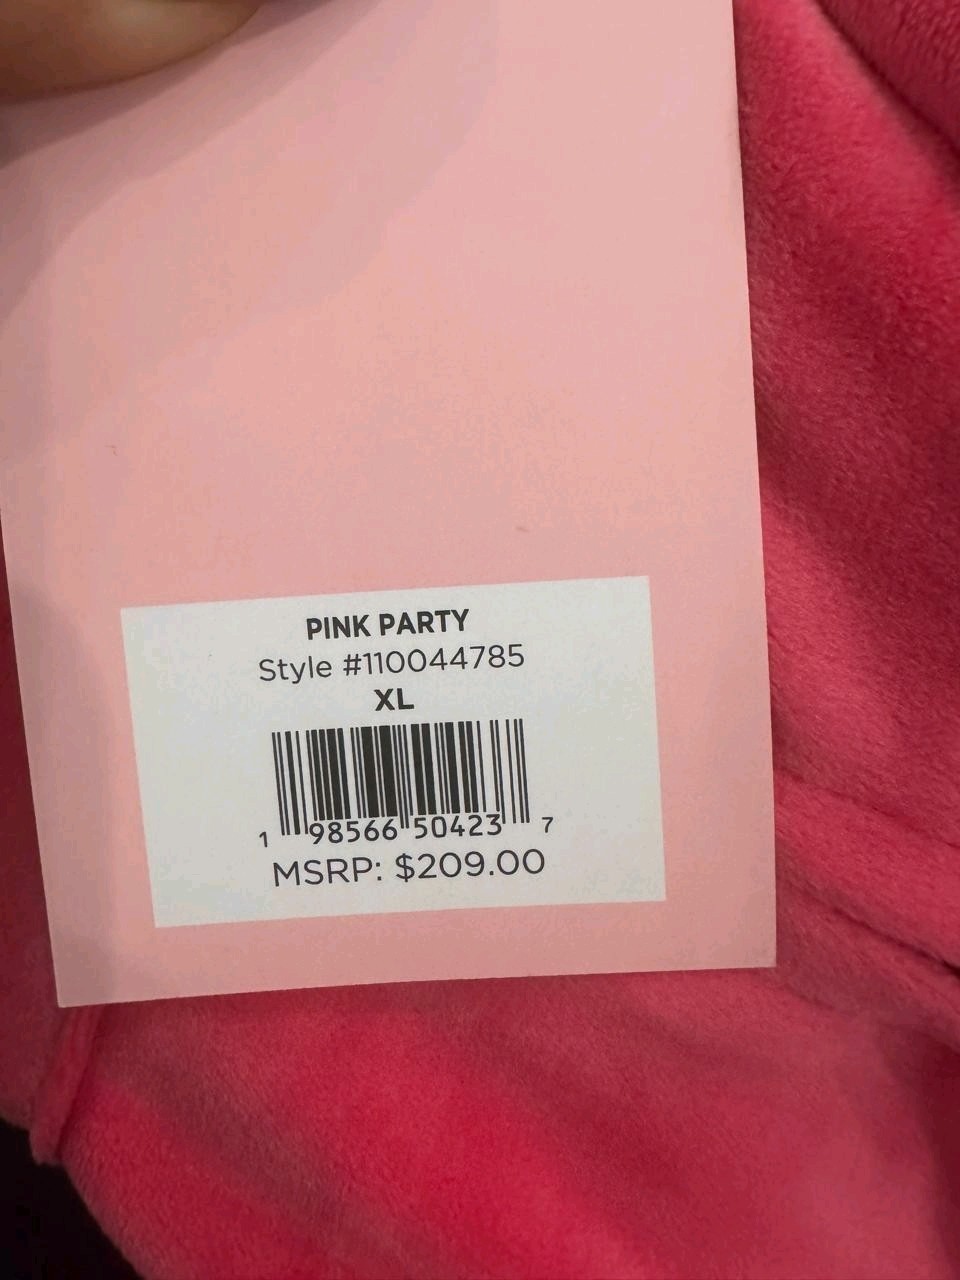 PINK PARTY
Style #110044785
XL
1 98566 50423 7
MSRP: $209.00